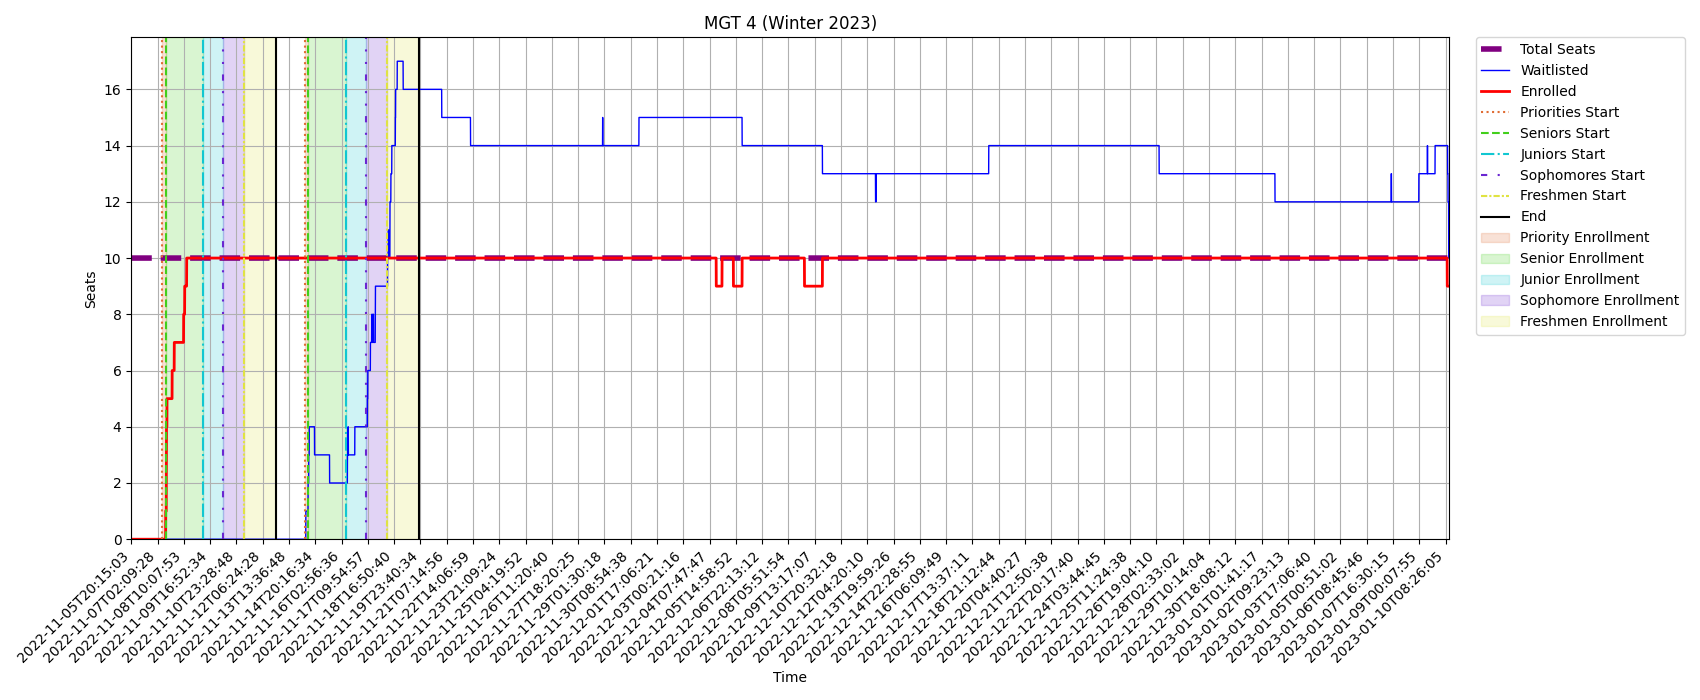 MGT 4 (Winter 2023)
Seats
16
14
12
10
8
6
4
2
0
2022-11-05T20:15:03
2022-11-07T02:09:28
2022-11-08T10:07:53
2022-11-09T16:52:34
2022-11-10T23:28:48
2022-11-12T06:24:28
2022-11-13T13:36:48
2022-11-14T20:16:34
2022-11-16T02:56:36
2022-11-17T09:54:57
2022-11-18T16:50:40
2022-11-19T23:40:34
2022-11-21T07:14:56
2022-11-22T14:06:59
2022-11-23T21:09:24
2022-11-25T04:19:52
2022-11-26T11:20:40
2022-11-27T18:20:25
2022-11-29T01:30:18
2022-11-30T08:54:38
2022-12-01T17:06:21
2022-12-03T00:21:16
2022-12-04T07:47:47
2022-12-05T14:58:52
2022-12-06T22:13:12
2022-12-08T05:51:54
2022-12-09T13:17:07
2022-12-10T20:32:18
2022-12-12T04:20:10
2022-12-13T13:59:26
2022-12-14T22:28:55
2022-12-16T06:09:49
2022-12-17T13:37:11
2022-12-18T21:12:44
2022-12-20T04:40:27
2022-12-21T12:50:38
2022-12-22T20:17:40
2022-12-24T03:44:45
2022-12-25T11:24:38
2022-12-26T19:04:10
2022-12-28T02:33:02
2022-12-29T10:14:04
2022-12-30T18:08:12
2023-01-01T01:41:17
2023-01-02T09:23:13
2023-01-03T17:06:40
2023-01-05T00:51:02
2023-01-06T08:45:46
2023-01-07T16:30:15
2023-01-09T00:07:55
2023-01-10T08:26:05
Time
Total Seats
Waitlisted
Enrolled
Priorities Start
Seniors Start
Juniors Start
Sophomores Start
Freshmen Start
End
Priority Enrollment
Senior Enrollment
Junior Enrollment
Sophomore Enrollment
Freshmen Enrollment